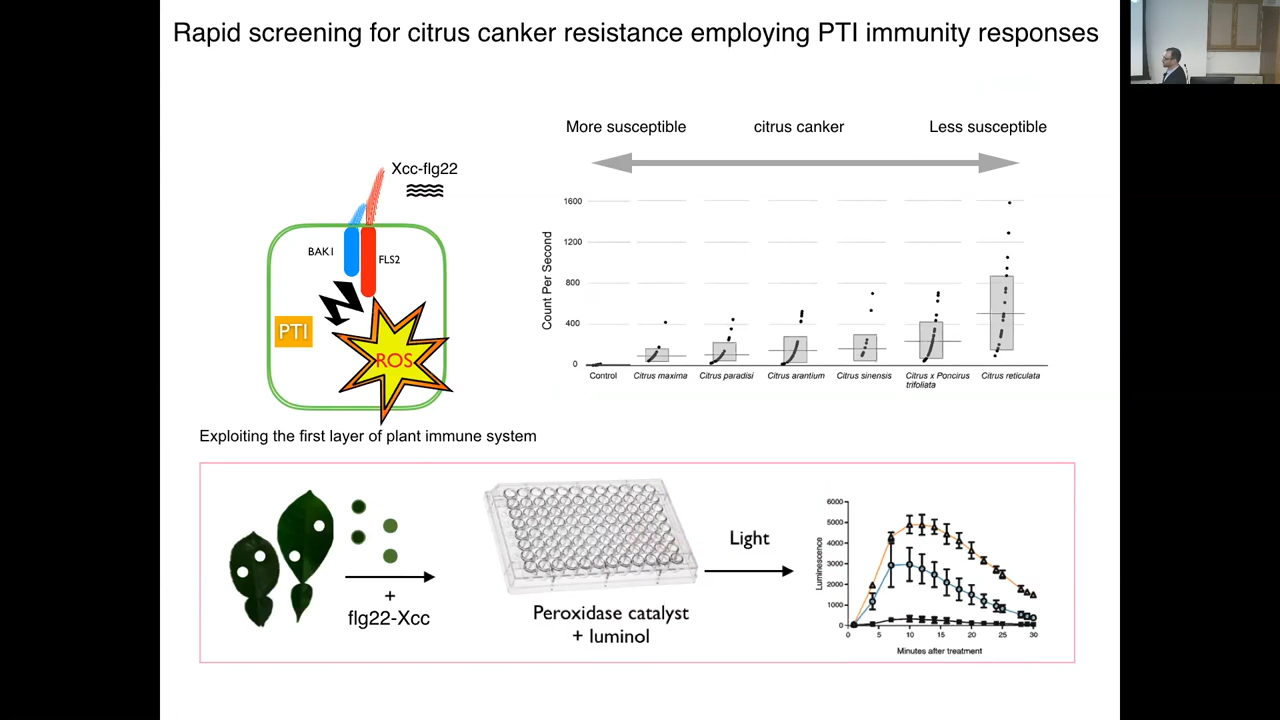 Rapid screening for citrus canker resistance employing PTI immunity responses
More susceptible citrus canker Less susceptible
Xcc-flg22
BAK1
FLS2
PTI
ROS
Exploiting the first layer of plant immune system
Count Per Second
1600
1200
800
400
0
Control Citrus maxima Citrus paradisi Citrus arantium Citrus sinensis Citrus x Poncirus Citrus reticulata
trifoliata
+
flg22-Xcc
Peroxidase catalyst
+ luminol
Light
Luminescence
6000
5000
4000
3000
2000
1000
0
0 5 10 15 20 25 30
Minutes after treatment